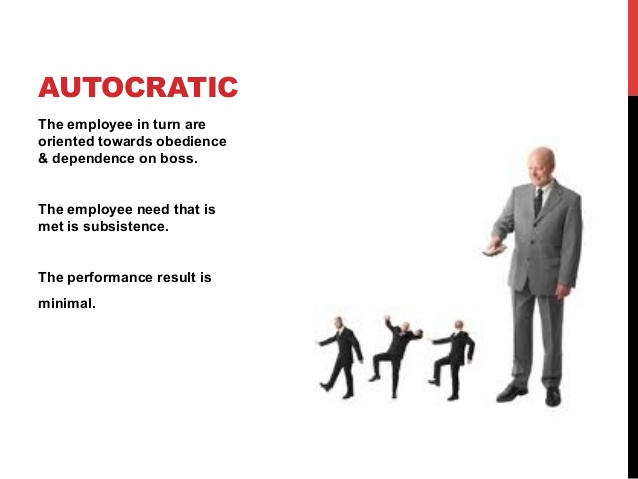 AUTOCRATIC
The employee in turn are
oriented towards obedience
& dependence on boss.
The employee need that is
met is subsistence.
The performance result is
minimal.